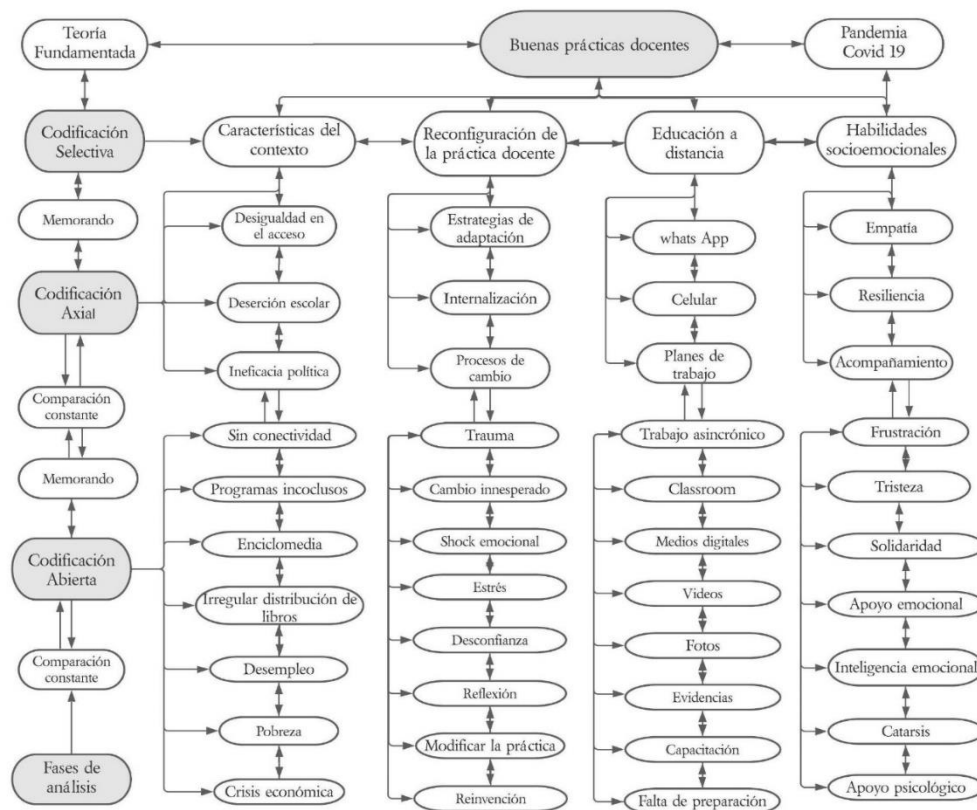 Teoría
Fundamentada
Buenas prácticas docentes
Pandemia
Covid 19
Codificación
Selectiva
Características del
contexto
Reconfiguración de
la práctica docente
Educación a
distancia
Habilidades
socioemocionales
Memorando
Desigualdad en
el acceso
Estrategias de
adaptación
whats App
Empatía
Codificación
Axial
Deserción escolar
Internalización
Celular
Resiliencia
Ineficacia política
Procesos de
cambio
Planes de
trabajo
Acompañamiento
Comparación
constante
Sin conectividad
Trauma
Trabajo asincrónico
Frustración
Memorando
Programas incoclusos
Cambio innesperado
Classroom
Tristeza
Codificación
Abierta
Enciclomedia
Shock emocional
Medios digitales
Solidaridad
Irregular distribución de
libros
Estrés
Videos
Apoyo emocional
Comparación
constante
Desempleo
Desconfianza
Fotos
Inteligencia emocional
Reflexión
Evidencias
Pobreza
Modificar la práctica
Capacitación
Catarsis
Fases de
análisis
Crisis económica
Reinvención
Falta de preparación
Apoyo psicológico